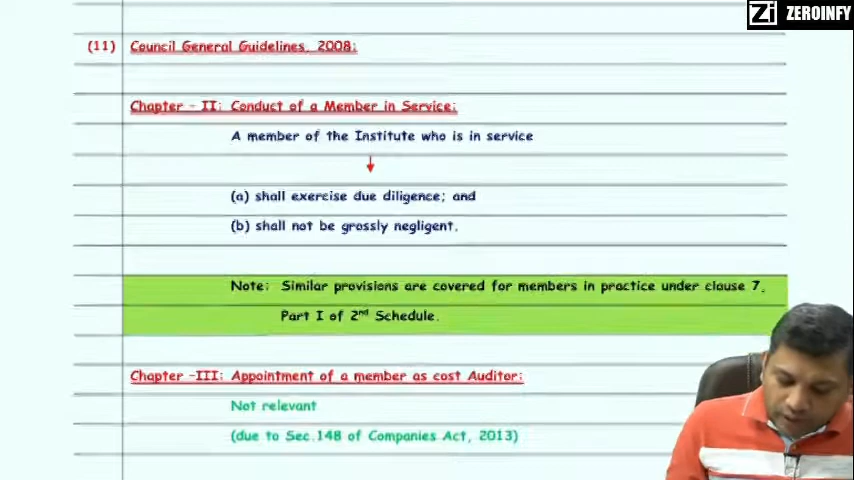 Zi ZEROINFY
(11) Council General Guidelines, 2008:
Chapter - II: Conduct of a Member in Service:
A member of the Institute who is in service
(a) shall exercise due diligence; and
(b) shall not be grossly negligent.
Note: Similar provisions are covered for members in practice under clause 7,
Part I of 2nd Schedule.
Chapter -III: Appointment of a member as cost Auditor:
Not relevant
(due to Sec.148 of Companies Act, 2013)